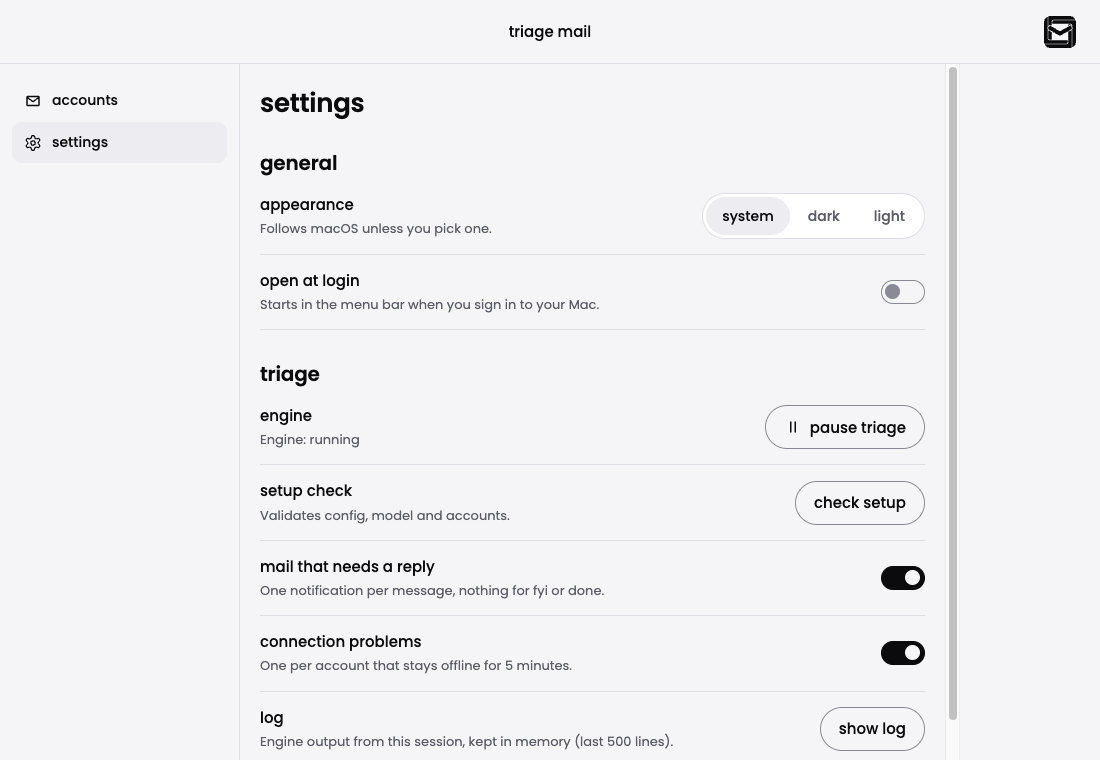 triage mail
accounts
settings
settings
general
appearance
Follows macOS unless you pick one.
system
dark
light
open at login
Starts in the menu bar when you sign in to your Mac.
triage
engine
Engine: running
pause triage
setup check
Validates config, model and accounts.
check setup
mail that needs a reply
One notification per message, nothing for fyi or done.
connection problems
One per account that stays offline for 5 minutes.
log
Engine output from this session, kept in memory (last 500 lines).
show log